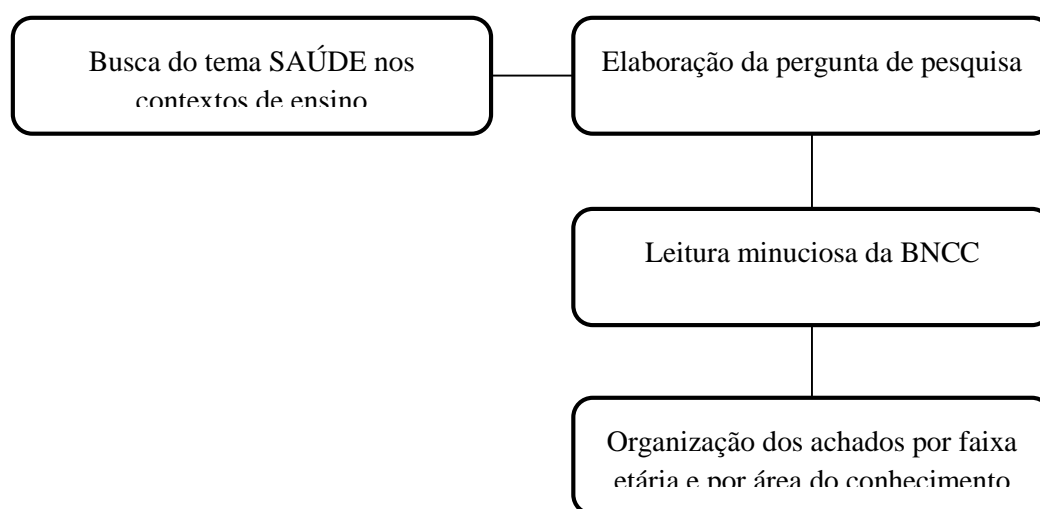 Busca do tema SAÚDE nos
contextos de ensino
Elaboração da pergunta de pesquisa
Leitura minuciosa da BNCC
Organização dos achados por faixa
etária e por área do conhecimento